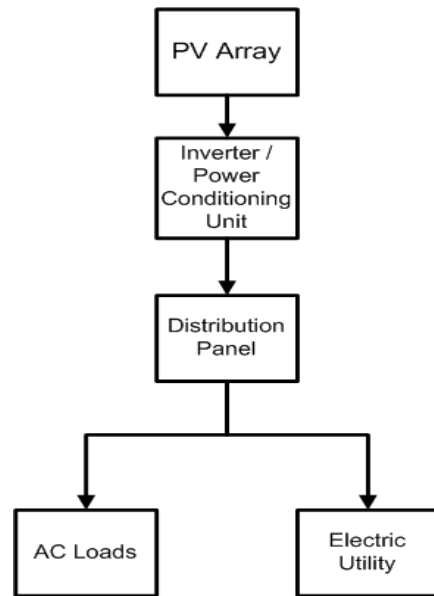 PV Array
Inverter /
Power
Conditioning
Unit
Distribution
Panel
AC Loads
Electric
Utility